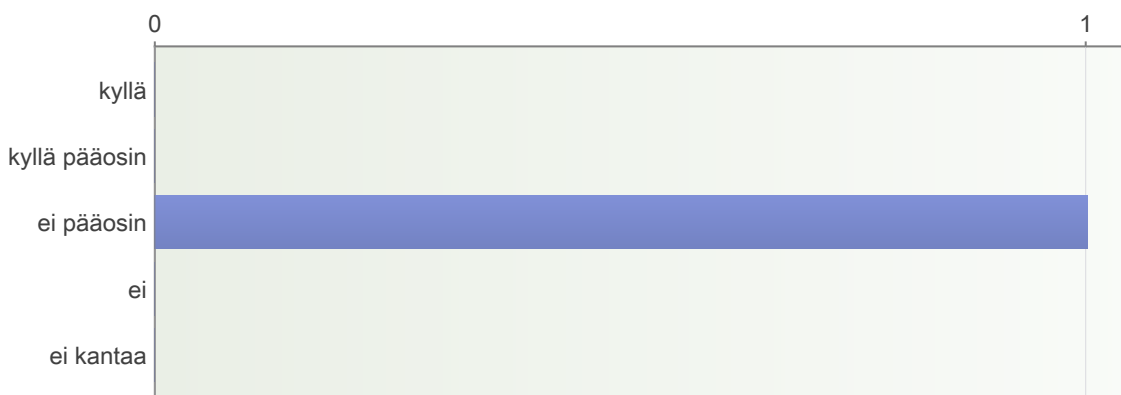 0 1
kyllä
kyllä pääosin
ei pääosin
ei
ei kantaa